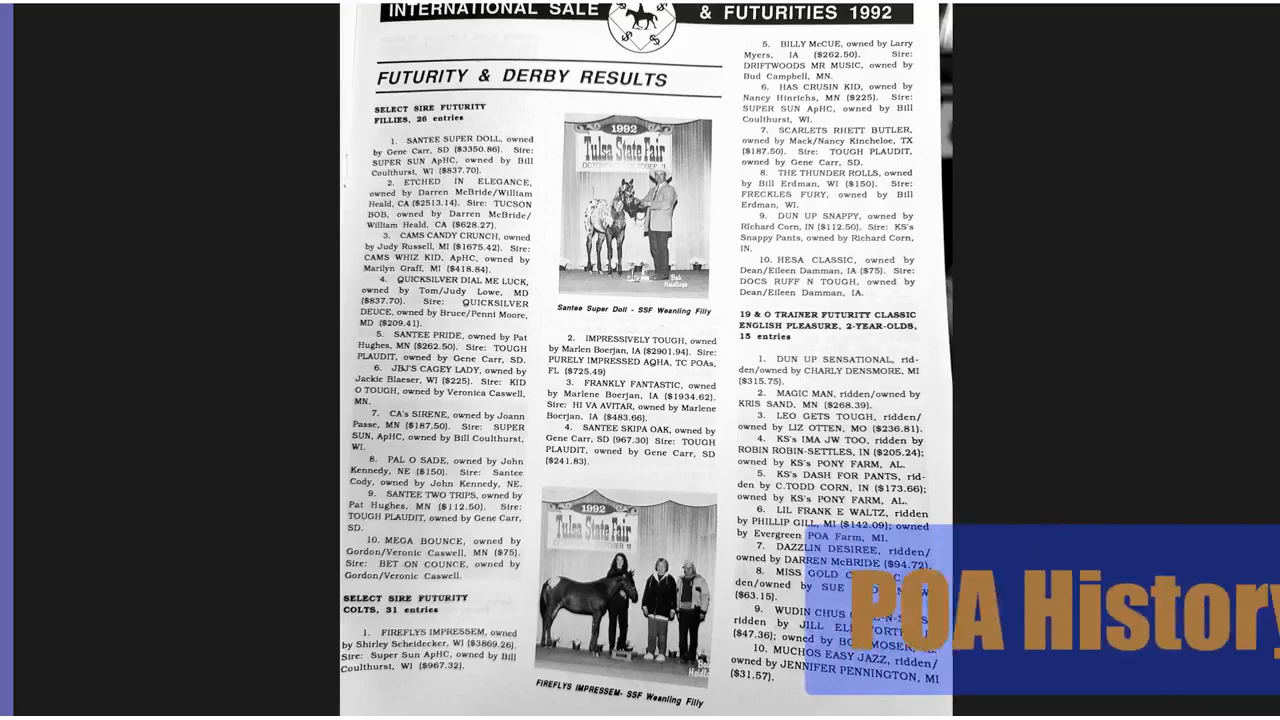 INTERNATIONAL SALE & FUTURITIES 1992
FUTURITY & DERBY RESULTS
SELECT SIRE FUTURITY
FILLIES, 26 entries
1. SANTEE SUPER DOLL, owned
by Gene Carr, SD ($3350.86). Sire:
SUPER SUN ApHC, owned by Bill
Coulthurst, WI ($837.70).
2. ETCHED IN ELEGANCE,
owned by Darren McBride/William
Heald, CA ($2513.14). Sire: TUCSON
BOB, owned by Darren McBride/
William Heald, CA ($628.27).
3. CAMS CANDY CRUNCH, owned
by Judy Russell, MI ($1675.42). Sire:
CAMS WHIZ KID, ApHC, owned by
Marilyn Graff, MI ($418.84).
4. QUICKSILVER DIAL ME LUCK,
owned by Tom/Judy Lowe, MD
($837.70). Sire: QUICKSILVER
DEUCE, owned by Bruce/Penni Moore,
MD ($209.41).
5. SANTEE PRIDE, owned by Pat
Hughes, MN ($262.50). Sire: TOUGH
PLAUDIT, owned by Gene Carr, SD.
6. JBJ'S CAGEY LADY, owned by
Jackie Blaeser, WI ($225). Sire: KID
O TOUGH, owned by Veronica Caswell,
MN.
7. CA's SIRENE, owned by Joann
Passe, MN ($187.50). Sire: SUPER
SUN, ApHC, owned by Bill Coulthurst,
WI.
8. PAL O SADE, owned by John
Kennedy, NE ($150). Sire: Santee
Cody, owned by John Kennedy, NE.
9. SANTEE TWO TRIPS, owned by
Pat Hughes, MN ($112.50). Sire:
TOUGH PLAUDIT, owned by Gene Carr,
SD.
10. MEGA BOUNCE, owned by
Gordon/Veronic Caswell, MN ($75).
Sire: BET ON COUNCE, owned by
Gordon/Veronic Caswell.
SELECT SIRE FUTURITY
COLTS, 31 entries
1. FIREFLYS IMPRESSEM, owned
by Shirley Scheidecker, WI ($3869.26).
Sire: Super Sun ApHC, owned by Bill
Coulthurst, WI ($967.32).
1992
Tulsa State Fair
Santee Super Doll - SSF Weanling Filly
2. IMPRESSIVELY TOUGH, owned
by Marlen Boerjan, IA ($2901.94). Sire:
PURELY IMPRESSED AQHA, TC POAs,
FL ($725.49)
3. FRANKLY FANTASTIC, owned
by Marlene Boerjan, IA ($1934.62).
Sire: HI VA AVITAR, owned by Marlene
Boerjan, IA ($483.66).
4. SANTEE SKIPA OAK, owned by
Gene Carr, SD (967.30) Sire: TOUGH
PLAUDIT, owned by Gene Carr, SD
($241.83).
1992
Tulsa State Fair
FIREFLYS IMPRESSEM- SSF Weanling Filly
5. BILLY McCUE, owned by Larry
Myers, IA ($262.50). Sire:
DRIFTWOODS MR MUSIC, owned by
Bud Campbell, MN.
6. HAS CRUSIN KID, owned by
Nancy Hinrichs, MN ($225). Sire:
SUPER SUN ApHC, owned by Bill
Coulthurst, WI.
7. SCARLETS RHETT BUTLER,
owned by Mack/Nancy Kincheloe, TX
($187.50). Sire: TOUGH PLAUDIT,
owned by Gene Carr, SD.
8. THE THUNDER ROLLS, owned
by Bill Erdman, WI ($150). Sire:
FRECKLES FURY, owned by Bill
Erdman, WI.
9. DUN UP SNAPPY, owned by
Richard Corn, IN ($112.50). Sire: KS's
Snappy Pants, owned by Richard Corn,
IN.
10. HESA CLASSIC, owned by
Dean/Eileen Damman, IA ($75). Sire:
DOCS RUFF N TOUGH, owned by
Dean/Eileen Damman, IA.
19 & O TRAINER FUTURITY CLASSIC
ENGLISH PLEASURE, 2-YEAR-OLDS,
15 entries
1. DUN UP SENSATIONAL, rid-
den/owned by CHARLY DENSMORE, MI
($315.75).
2. MAGIC MAN, ridden/owned by
KRIS SAND, MN ($268.39).
3. LEO GETS TOUGH, ridden/
owned by LIZ OTTEN, MO ($236.81).
4. KS's IMA JW TOO, ridden by
ROBIN ROBIN-SETTLES, IN ($205.24);
owned by KS's PONY FARM, AL.
5. KS's DASH FOR PANTS, rid-
den by C.TODD CORN, IN ($173.66);
owned by KS's PONY FARM, AL.
6. LIL FRANK E WALTZ, ridden
by PHILLIP GILL, MI ($142.09); owned
by Evergreen POA Farm, MI.
7. DAZZLIN DESIREE, ridden/
owned by DARREN McBRIDE ($94.72).
8. MISS GOLD
den/owned by SUE
($63.15).
9. WUDIN CHUS
ridden by JILL
($47.36); owned by MOSER,
10. MUCHOS EASY JAZZ, ridden/
owned by JENNIFER PENNINGTON, MI
($31.57).
POA History